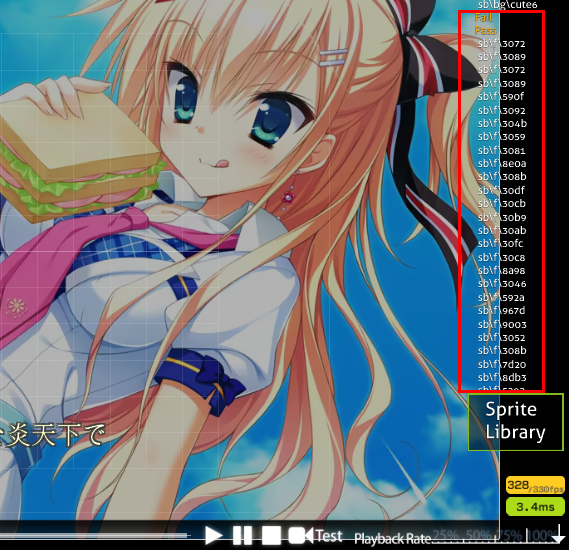 sb\bg\cute6
Fail
Pass
sb\f\3072
sb\f\3089
sb\f\3072
sb\f\3089
sb\f\590f
sb\f\3092
sb\f\304b
sb\f\3059
sb\f\3081
sb\f\8e0a
sb\f\308b
sb\f\30df
sb\f\30cb
sb\f\30b9
sb\f\30ab
sb\f\30fc
sb\f\30c8
sb\f\8a98
sb\f\3046
sb\f\592a
sb\f\967d
sb\f\9003
sb\f\3052
sb\f\308b
sb\f\7d20
sb\f\8db3
Sprite
Library
炎天下で
328/330fps
3.4ms
Test
Playback Rate
25%
50%
75%
100%